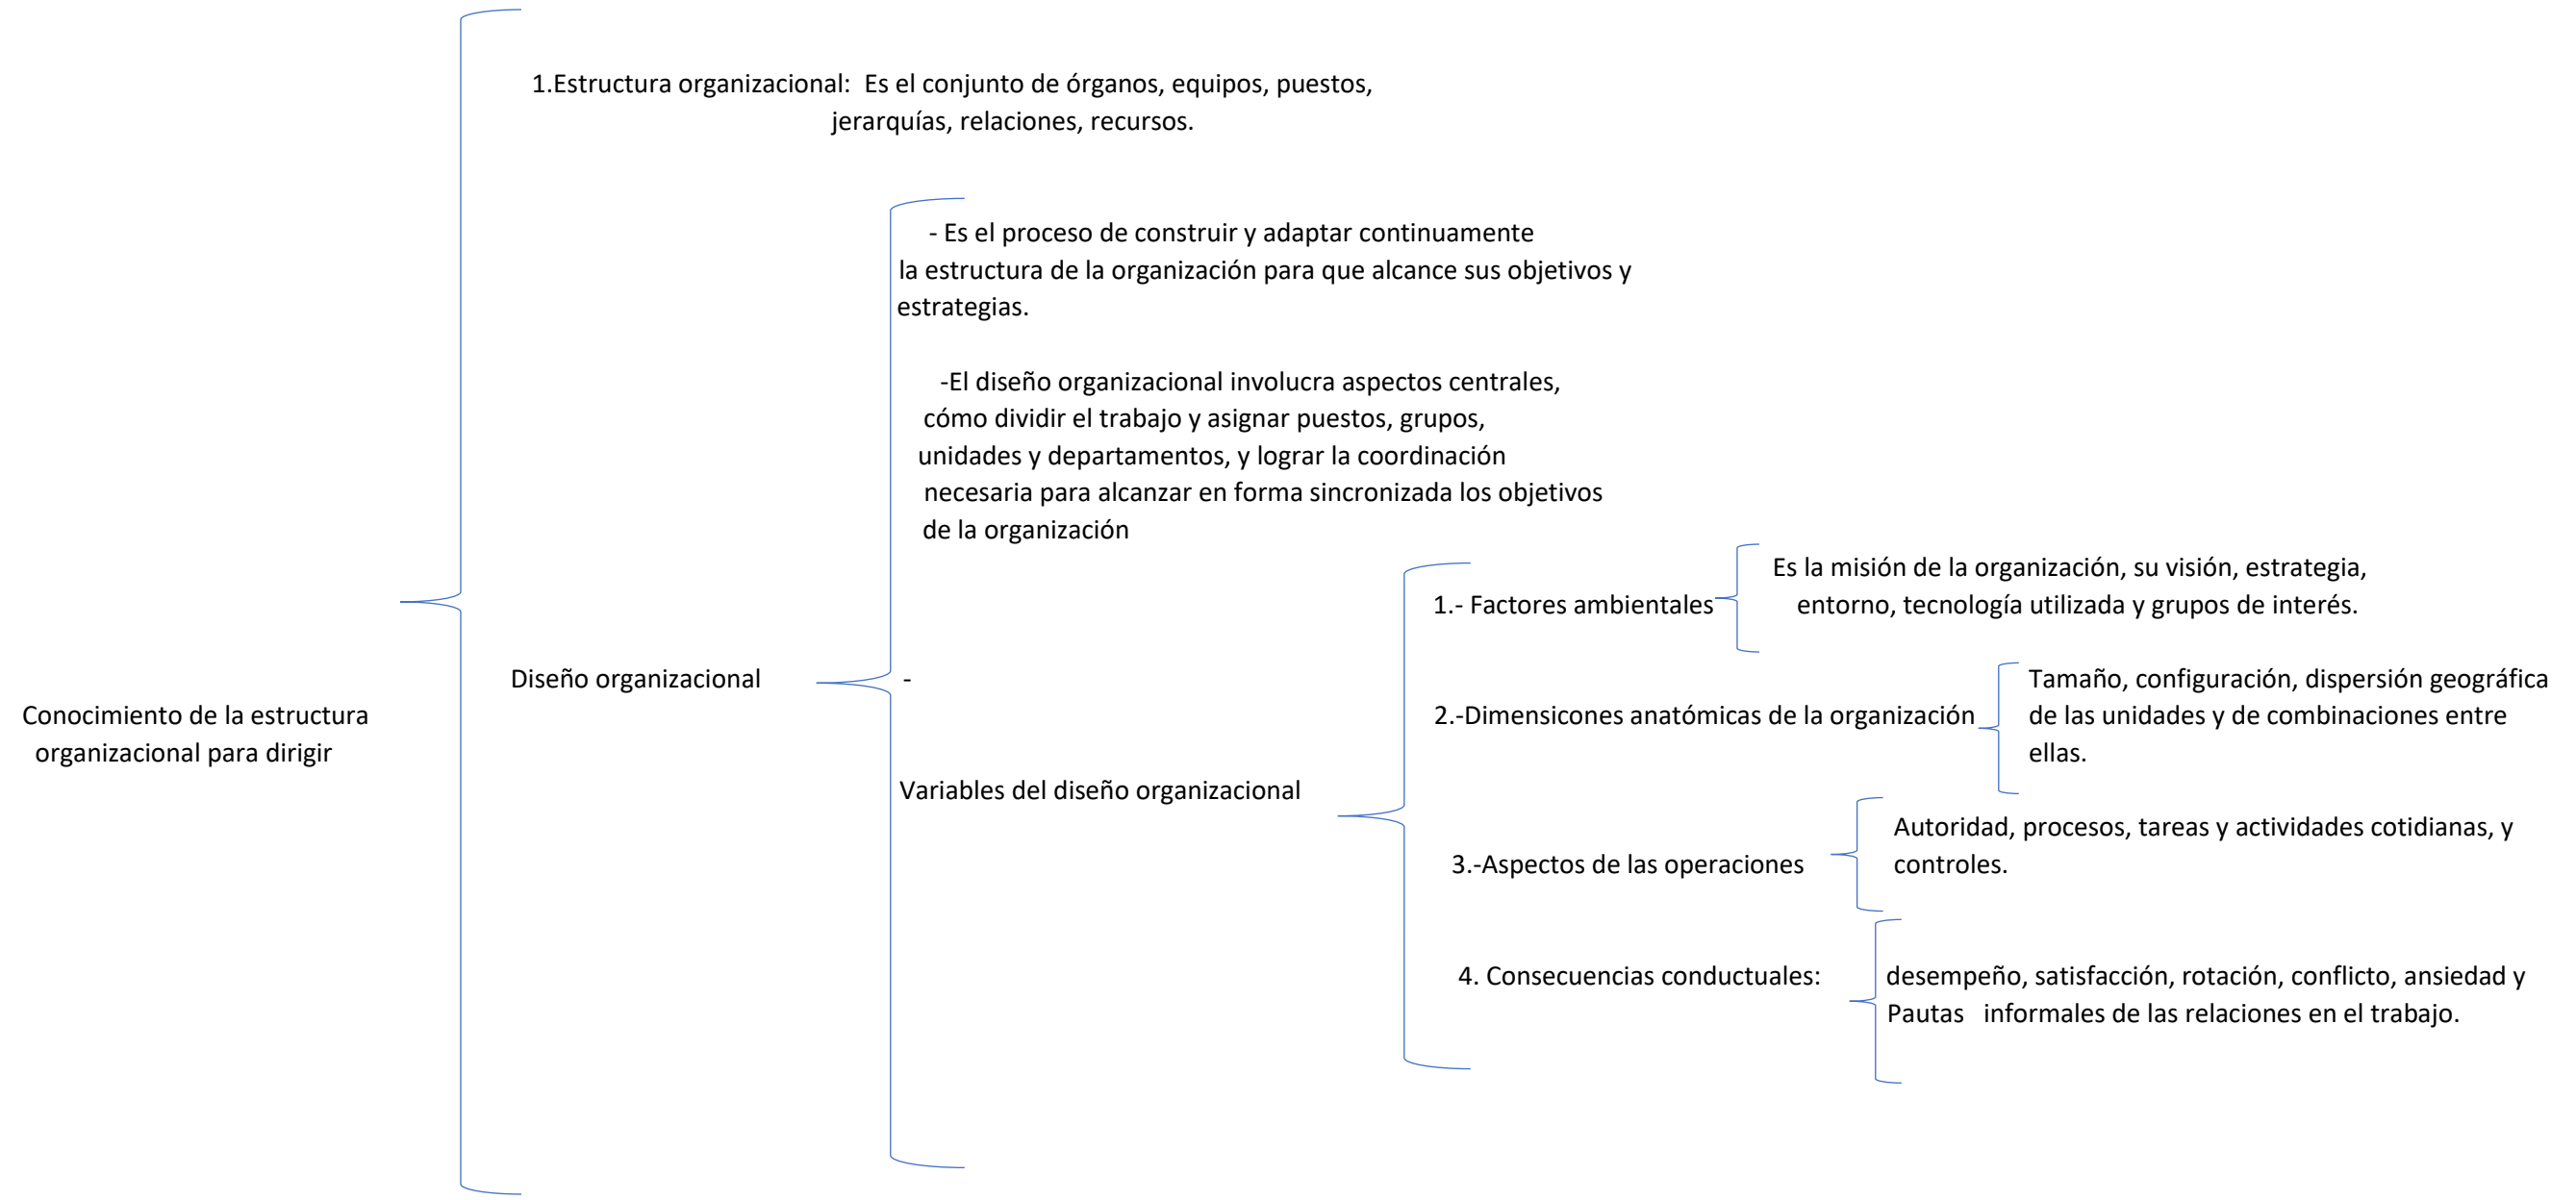 1.Estructura organizacional:  Es el conjunto de órganos, equipos, puestos,
jerarquías, relaciones, recursos.
- Es el proceso de construir y adaptar continuamente
la estructura de la organización para que alcance sus objetivos y
estrategias.
-El diseño organizacional involucra aspectos centrales,
cómo dividir el trabajo y asignar puestos, grupos,
unidades y departamentos, y lograr la coordinación
necesaria para alcanzar en forma sincronizada los objetivos
de la organización
Conocimiento de la estructura
organizacional para dirigir
Diseño organizacional
-
Variables del diseño organizacional
1.- Factores ambientales
Es la misión de la organización, su visión, estrategia,
entorno, tecnología utilizada y grupos de interés.
2.-Dimensicones anatómicas de la organización
Tamaño, configuración, dispersión geográfica
de las unidades y de combinaciones entre
ellas.
3.-Aspectos de las operaciones
Autoridad, procesos, tareas y actividades cotidianas, y
controles.
4. Consecuencias conductuales:
desempeño, satisfacción, rotación, conflicto, ansiedad y
Pautas   informales de las relaciones en el trabajo.